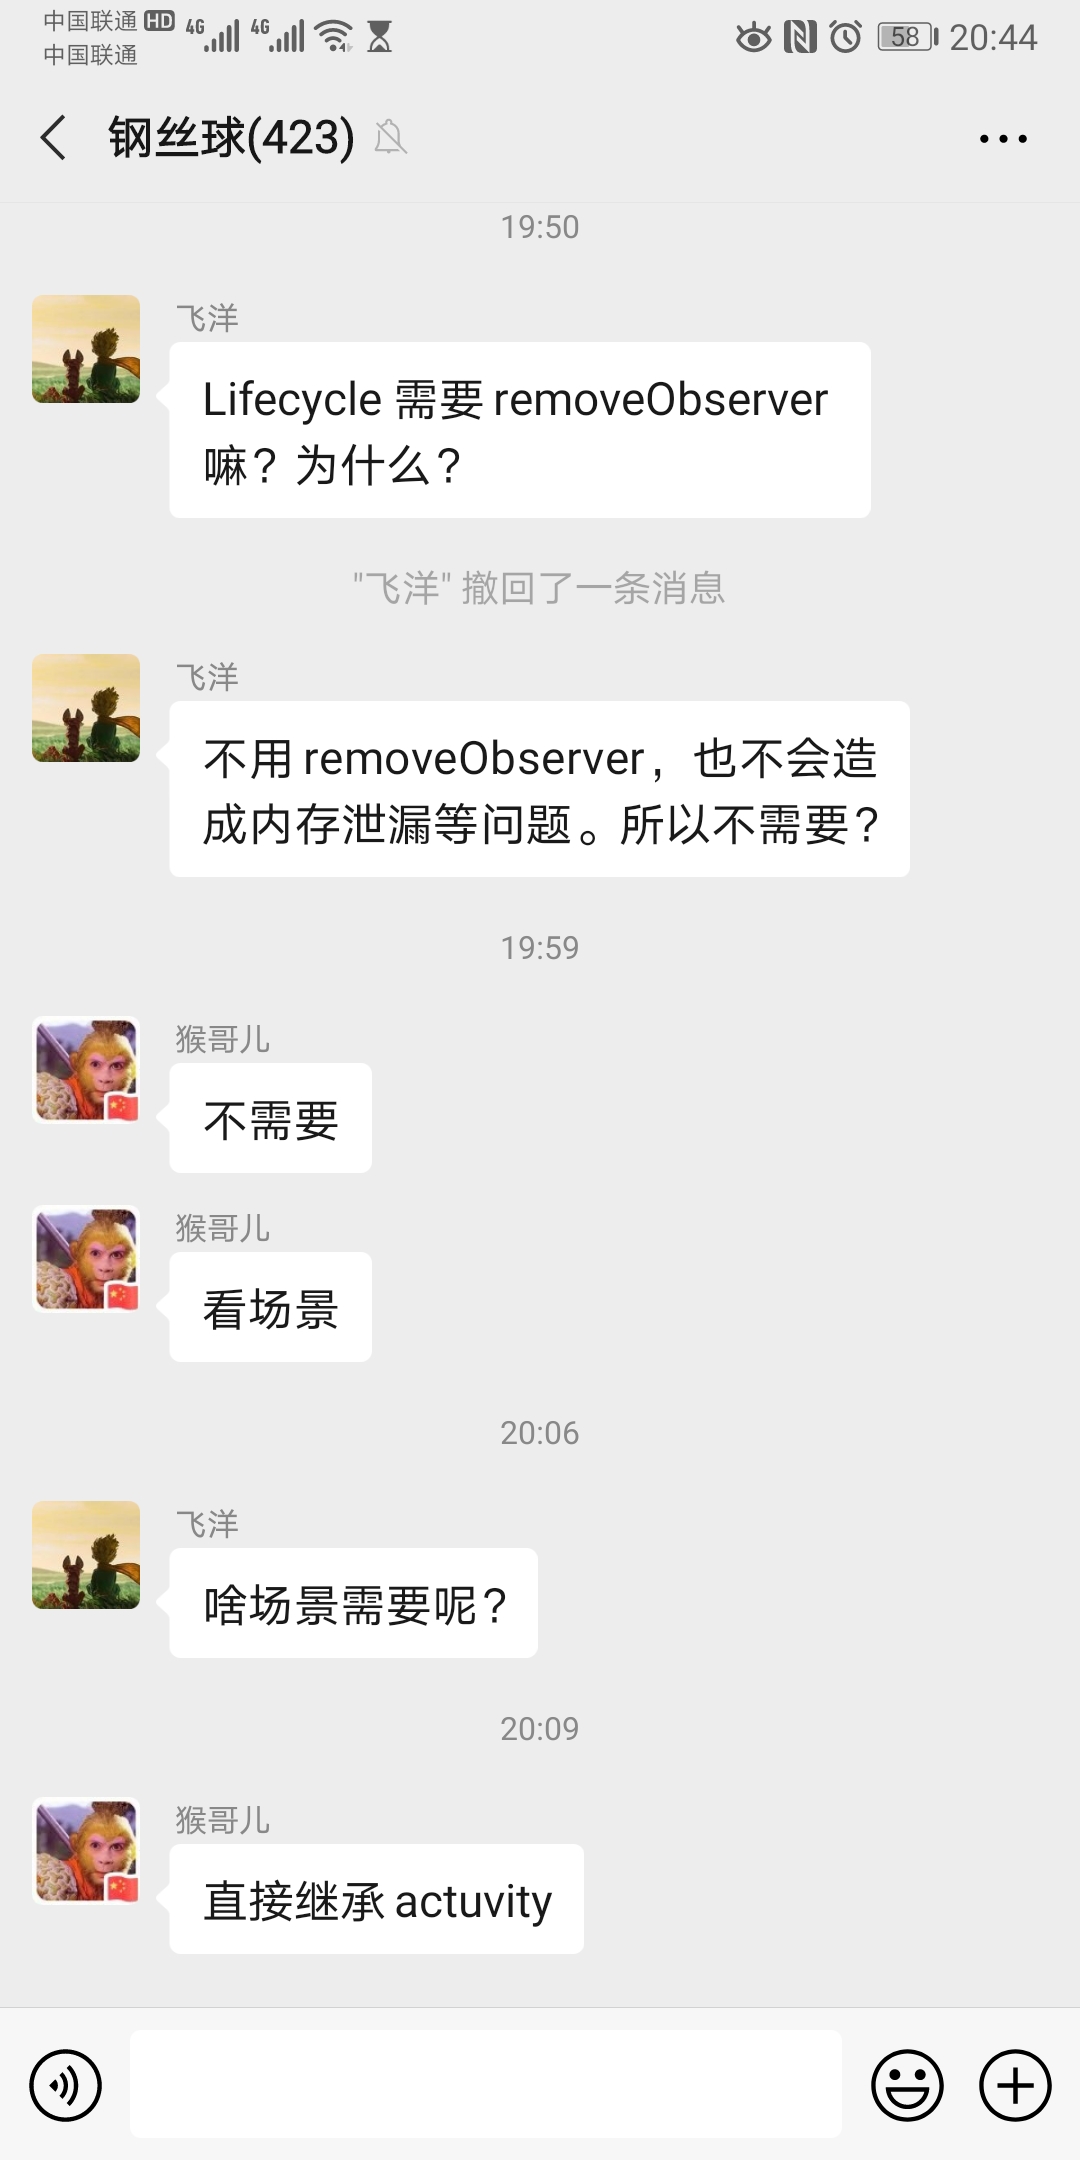 中国联通 HD 4G 4G 58 20:44
中国联通
钢丝球(423)
19:50
飞洋
Lifecycle 需要 removeObserver
嘛？为什么？
"飞洋" 撤回了一条消息
飞洋
不用 removeObserver，也不会造
成内存泄漏等问题。所以不需要？
19:59
猴哥儿
不需要
猴哥儿
看场景
20:06
飞洋
啥场景需要呢？
20:09
猴哥儿
直接继承 actuvity